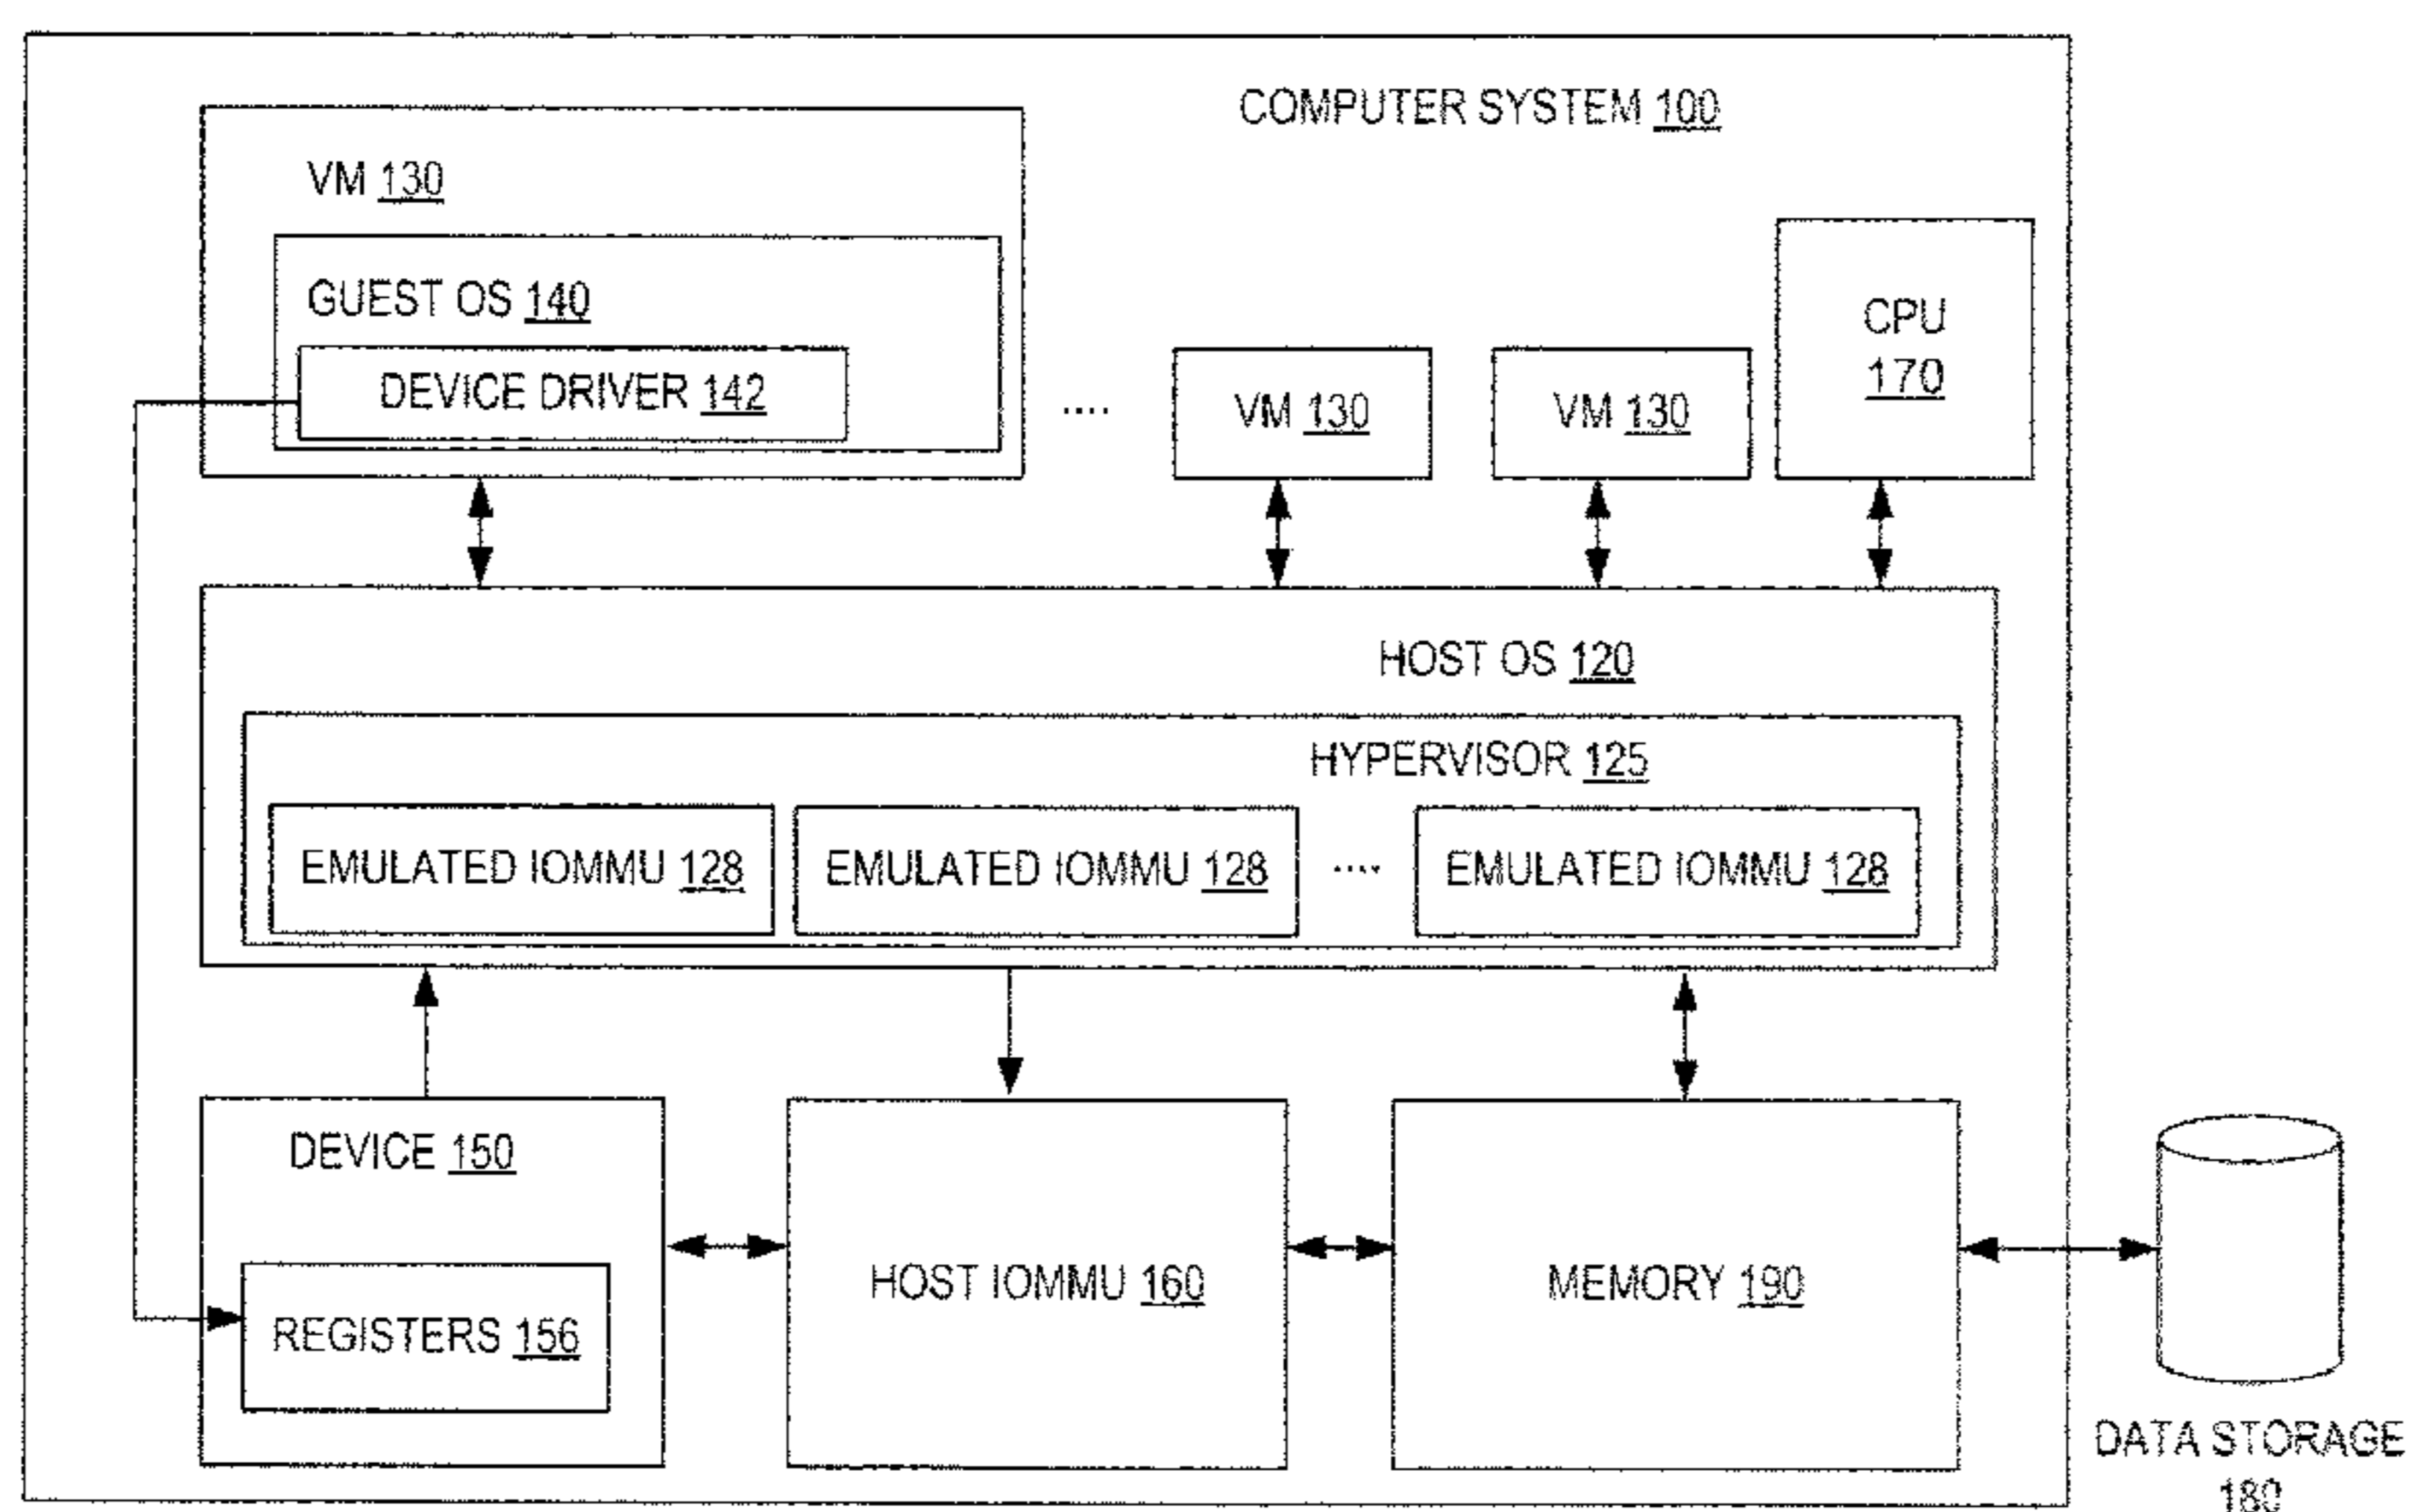 COMPUTER SYSTEM 100
VM 130
GUEST OS 140
DEVICE DRIVER 142
....
VM 130
VM 130
CPU
170
HOST OS 120
HYPERVISOR 125
EMULATED IOMMU 128
EMULATED IOMMU 128
....
EMULATED IOMMU 128
DEVICE 150
REGISTERS 156
HOST IOMMU 160
MEMORY 190
DATA STORAGE
180